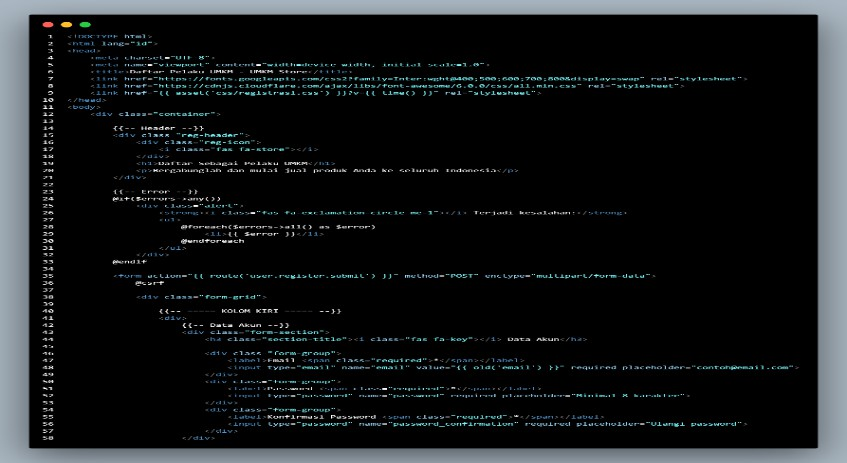 1 <!DOCTYPE html>
2 <html lang="id">
3 <head>
4 <meta charset="UTF-8">
5 <meta name="viewport" content="width=device-width, initial-scale=1.0">
6 <title>Daftar Pelaku UMKM - UMKM Store</title>
7 <link href="https://fonts.googleapis.com/css2?family=Inter:wght@400;500;600;700;800&display=swap" rel="stylesheet">
8 <link href="https://cdnjs.cloudflare.com/ajax/libs/font-awesome/6.0.0/css/all.min.css" rel="stylesheet">
9 <link href="{{ asset('css/registrasi.css') }}?v={{ time() }}" rel="stylesheet">
10 </head>
11 <body>
12 <div class="container">
13
14 {{-- Header --}}
15 <div class="reg-header">
16 <div class="reg-icon">
17 <i class="fas fa-store"></i>
18 </div>
19 <h1>Daftar Sebagai Pelaku UMKM</h1>
20 <p>Bergabunglah dan mulai jual produk Anda ke seluruh Indonesia</p>
21 </div>
22
23 {{-- Error --}}
24 @if($errors->any())
25 <div class="alert">
26 <strong><i class="fas fa-exclamation-circle me-1"></i> Terjadi kesalahan:</strong>
27 <ul>
28 @foreach($errors->all() as $error)
29 <li>{{ $error }}</li>
30 @endforeach
31 </ul>
32 </div>
33 @endif
34
35 <form action="{{ route('user.register.submit') }}" method="POST" enctype="multipart/form-data">
36 @csrf
37
38 <div class="form-grid">
39
40 {{-- ----- KOLOM KIRI ----- --}}
41 <div>
42 {{-- Data Akun --}}
43 <div class="form-section">
44 <h3 class="section-title"><i class="fas fa-key"></i> Data Akun</h3>
45
46 <div class="form-group">
47 <label>Email <span class="required">*</span></label>
48 <input type="email" name="email" value="{{ old('email') }}" required placeholder="contoh@email.com">
49 </div>
50 <div class="form-group">
51 <label>Password <span class="required">*</span></label>
52 <input type="password" name="password" required placeholder="Minimal 8 karakter">
53 </div>
54 <div class="form-group">
55 <label>Konfirmasi Password <span class="required">*</span></label>
56 <input type="password" name="password_confirmation" required placeholder="Ulangi password">
57 </div>
58 </div>